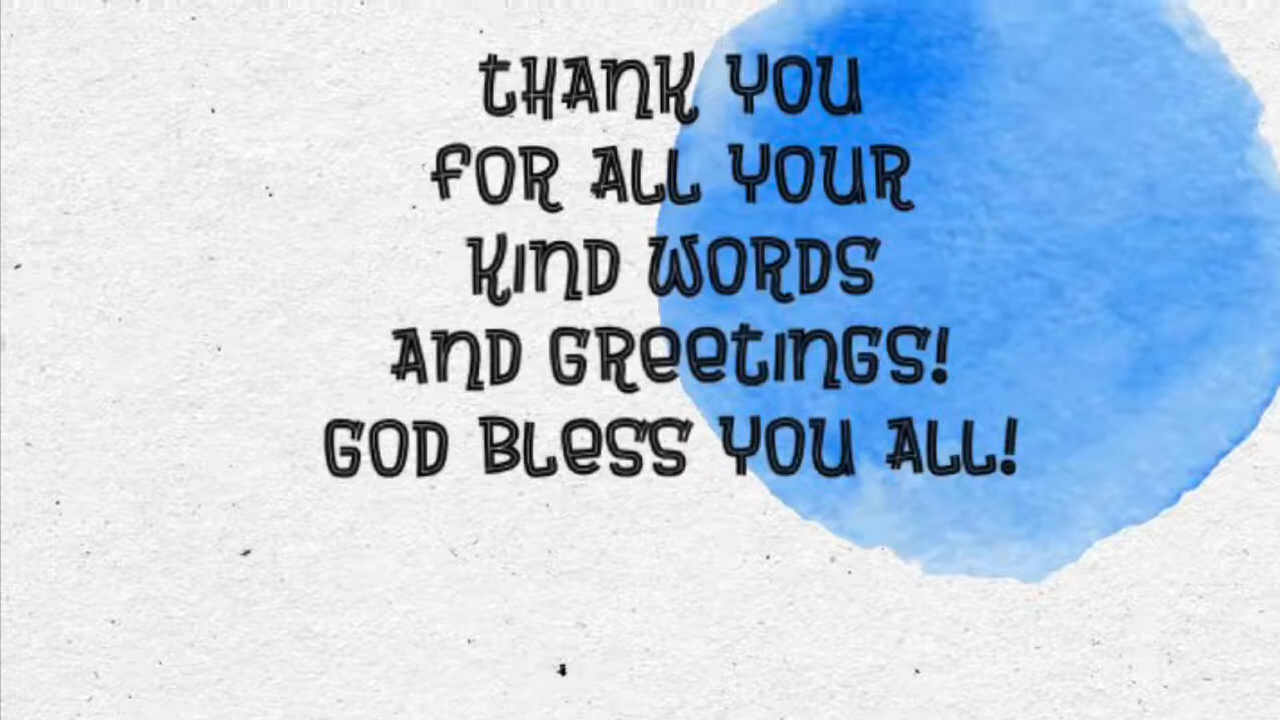 THANK YOU
FOR ALL YOUR
KIND WORDS
AND GREETINGS!
GOD BLESS YOU ALL!